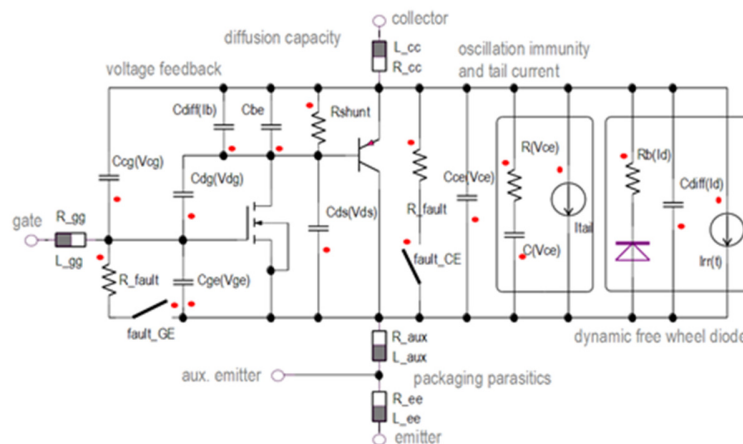 collector
diffusion capacity
L_cc
oscillation immunity
R_cc
and tail current
voltage feedback
Cdiff(Ib)
Cbe
Rshunt
Ccg(Vcg)
R(Vce)
Rb(Id)
Cdg(Vdg)
Cce(Vce)
Cdiff(Id)
gate
R_gg
R_fault
Cds(Vds)
Itail
L_gg
R_fault
Cge(Vge)
fault_CE
C(Vce)
Irr(t)
fault_GE
R_aux
dynamic free wheel diode
L_aux
aux. emitter
packaging parasitics
R_ee
L_ee
emitter